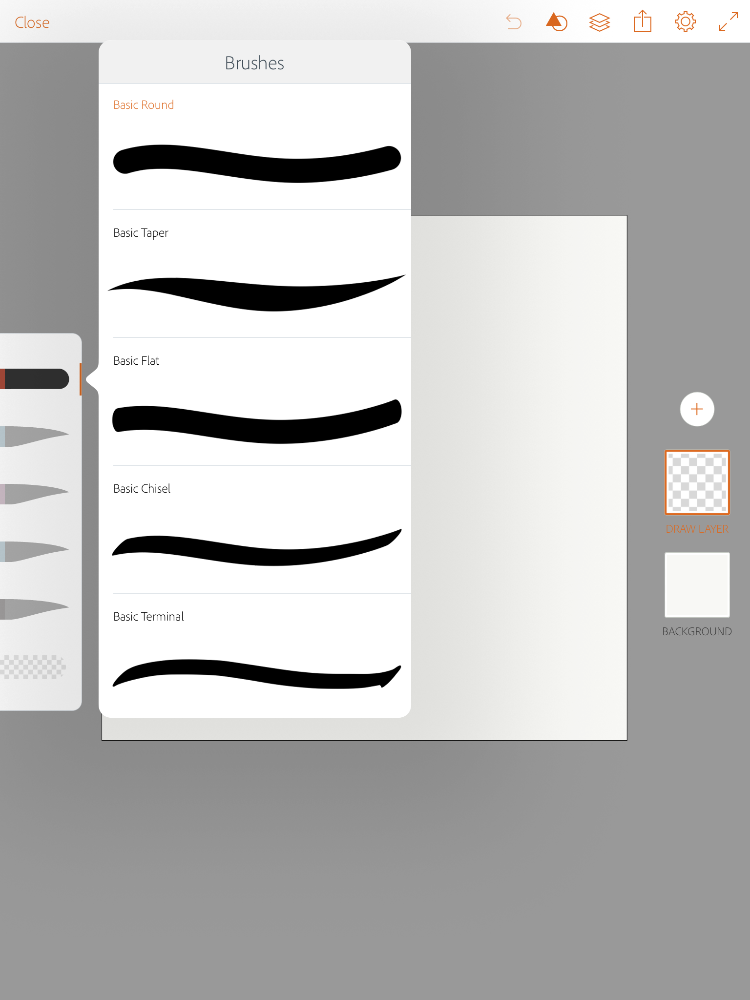 Close
Brushes
Basic Round
Basic Taper
Basic Flat
Basic Chisel
Basic Terminal
DRAW LAYER
BACKGROUND